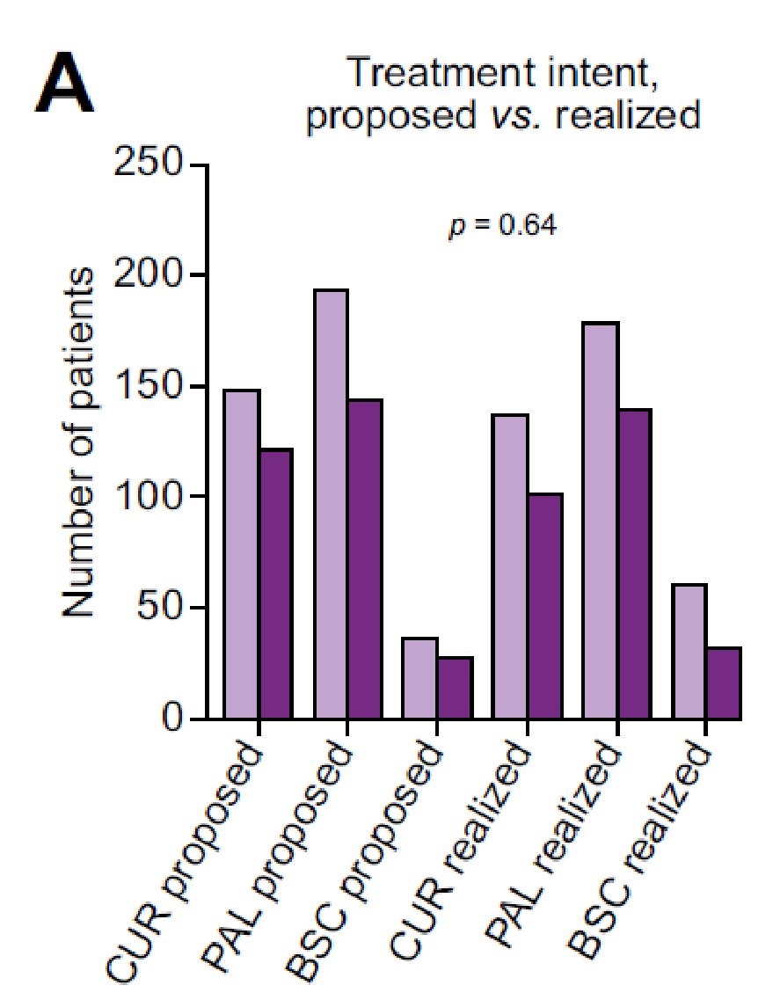 A
Treatment intent,
proposed vs. realized
250
p = 0.64
200
150
100
50
0
Number of patients
CUR proposed
PAL proposed
BSC proposed
CUR realized
PAL realized
BSC realized